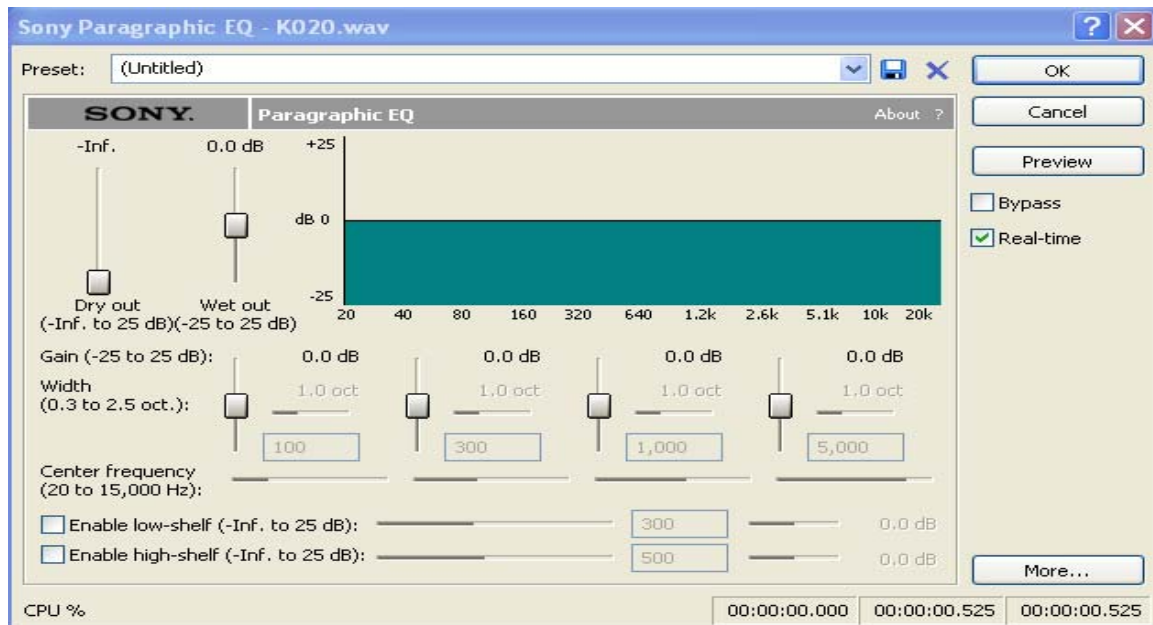 Sony Paragraphic EQ - K020.wav
Preset: (Untitled)
OK
SONY. Paragraphic EQ About ?
Cancel
-Inf. 0.0 dB +25
Preview
Bypass
dB 0
Real-time
-25
Dry out Wet out
(-Inf. to 25 dB)(-25 to 25 dB)
20 40 80 160 320 640 1.2k 2.6k 5.1k 10k 20k
Gain (-25 to 25 dB): 0.0 dB 0.0 dB 0.0 dB 0.0 dB
Width
(0.3 to 2.5 oct.): 1.0 oct 1.0 oct 1.0 oct 1.0 oct
100 300 1,000 5,000
Center frequency
(20 to 15,000 Hz):
Enable low-shelf (-Inf. to 25 dB): 300 0.0 dB
Enable high-shelf (-Inf. to 25 dB): 500 0.0 dB
More...
CPU % 00:00:00.000 00:00:00.525 00:00:00.525